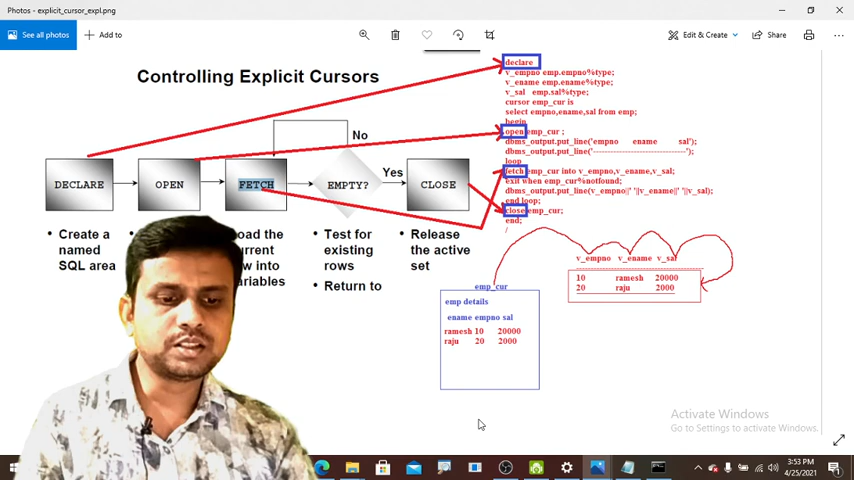 Photos - explicit_cursor_expl.png
See all photos
Add to
Edit & Create
Share
Controlling Explicit Cursors
No
Yes
DECLARE
OPEN
FETCH
EMPTY?
CLOSE
• Create a
named
SQL area
oad the
urrent
w into
riables
• Test for
existing
rows
• Return to
• Release
the active
set
declare
v_empno emp.empno%type;
v_ename emp.ename%type;
v_sal emp.sal%type;
cursor emp_cur is
select empno,ename,sal from emp;
begin
open emp_cur ;
dbms_output.put_line('empno ename sal');
loop
fetch emp_cur into v_empno,v_ename,v_sal;
exit when emp_cur%notfound;
dbms_output.put_line(v_empno||' '||v_ename||' '||v_sal);
end loop;
close emp_cur;
end;
/
v_empno v_ename v_sal
10 ramesh 20000
20 raju 2000
emp_cur
emp details
ename empno sal
ramesh 10 20000
raju 20 2000
Activate Windows
Go to Settings to activate Windows.
3:53 PM
4/25/2021